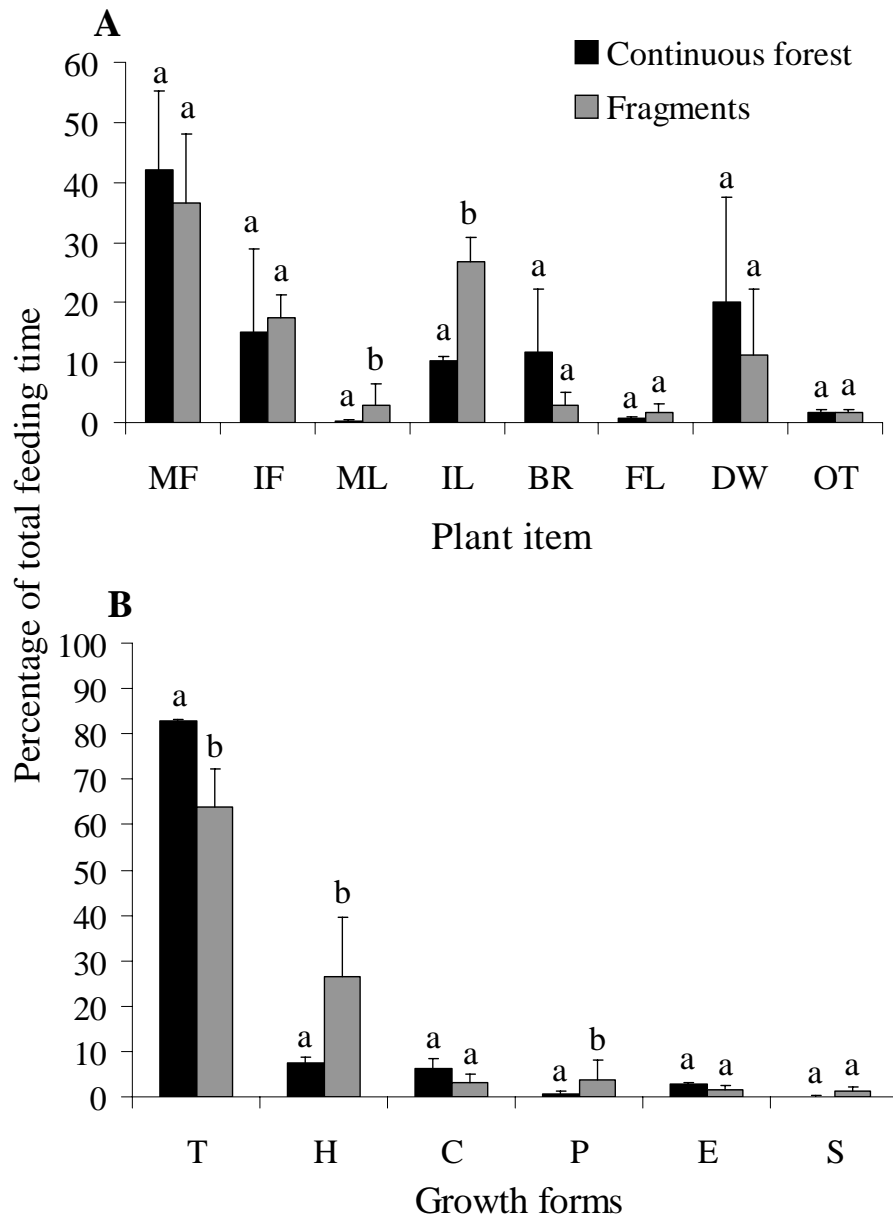 A
Continuous forest
Fragments
60
50
40
30
20
10
0
a a a a a b a b a a a a a a a a
MF IF ML IL BR FL DW OT
Plant item
Percentage of total feeding time
B
100
90
80
70
60
50
40
30
20
10
0
a b a b a a a b a a a a
T H C P E S
Growth forms